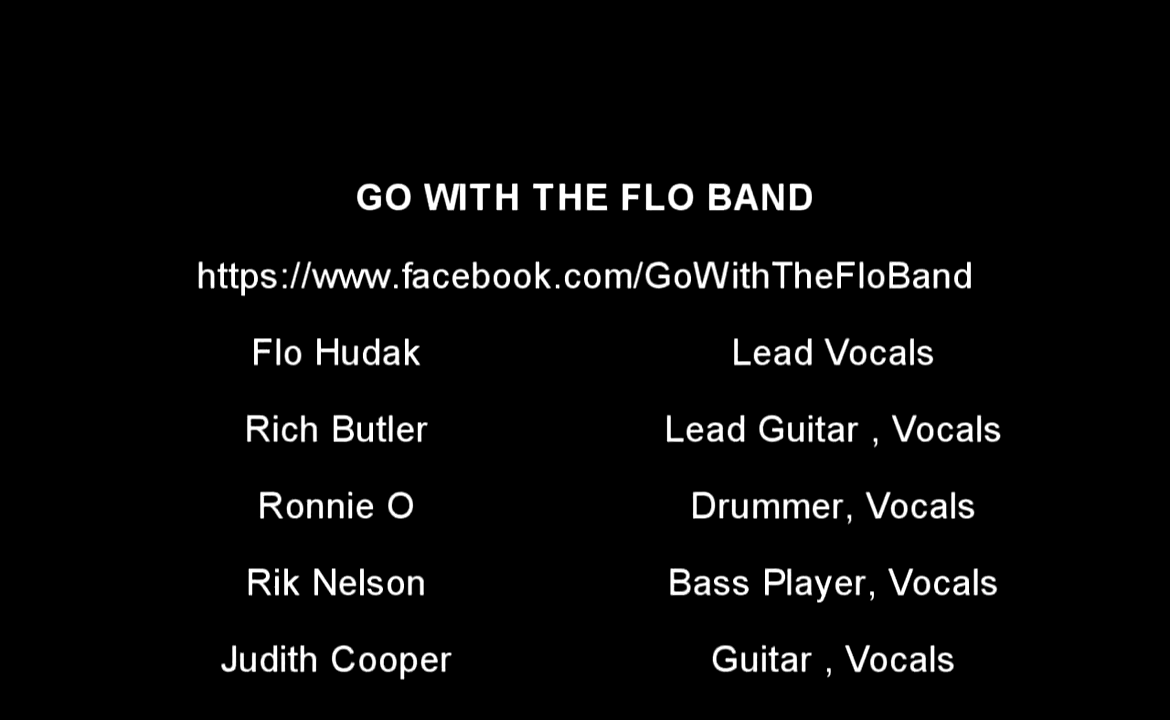 GO WITH THE FLO BAND
https://www.facebook.com/GoWithTheFloBand
Flo Hudak Lead Vocals
Rich Butler Lead Guitar , Vocals
Ronnie O Drummer, Vocals
Rik Nelson Bass Player, Vocals
Judith Cooper Guitar , Vocals